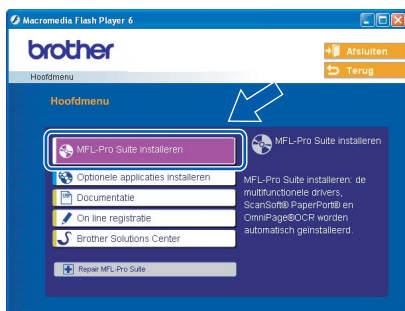 Macromedia Flash Player 6
brother
Afsluiten
Terug
Hoofdmenu
Hoofdmenu
MFL-Pro Suite installeren
Optionele applicaties installeren
Documentatie
On line registratie
Brother Solutions Center
Repair MFL-Pro Suite
MFL-Pro Suite installeren
MFL-Pro Suite installeren: de
multifunctionele drivers,
ScanSoft® PaperPort® en
OmniPage®OCR worden
automatisch geïnstalleerd.